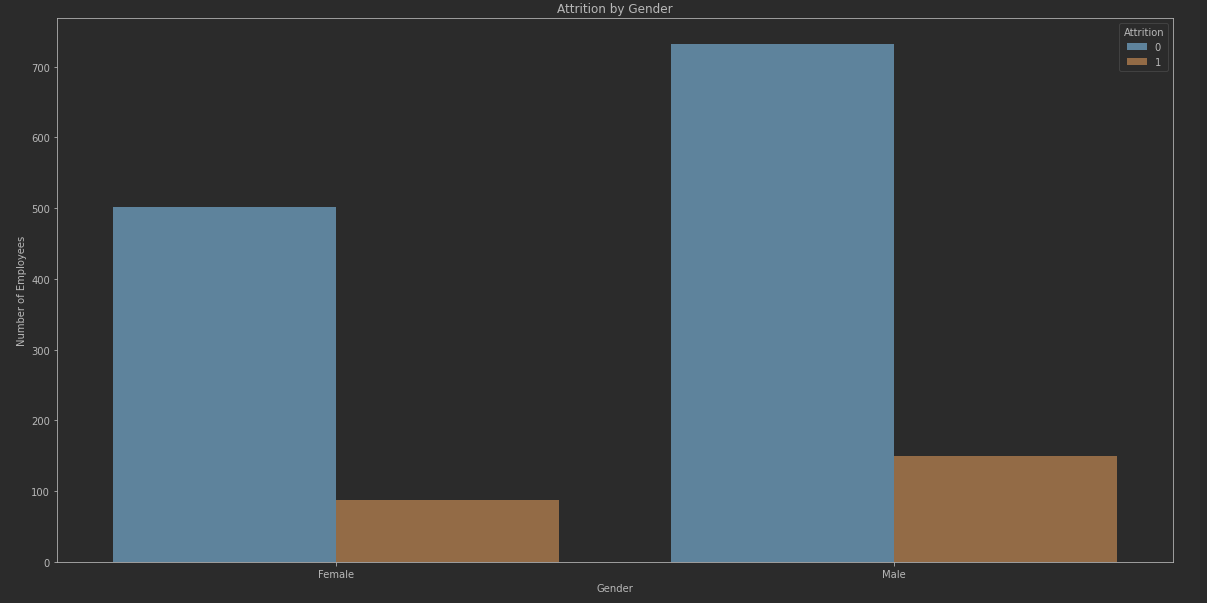 Attrition by Gender
Attrition
0
1
700
600
500
400
300
200
100
0
Number of Employees
Female
Male
Gender